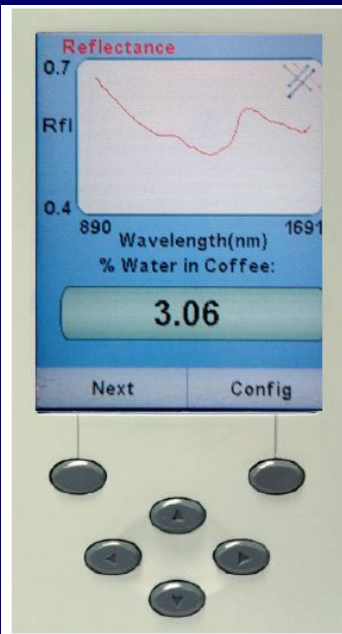 Reflectance
0.7
Rfl
0.4
890 1691
Wavelength(nm)
% Water in Coffee:
3.06
Next Config